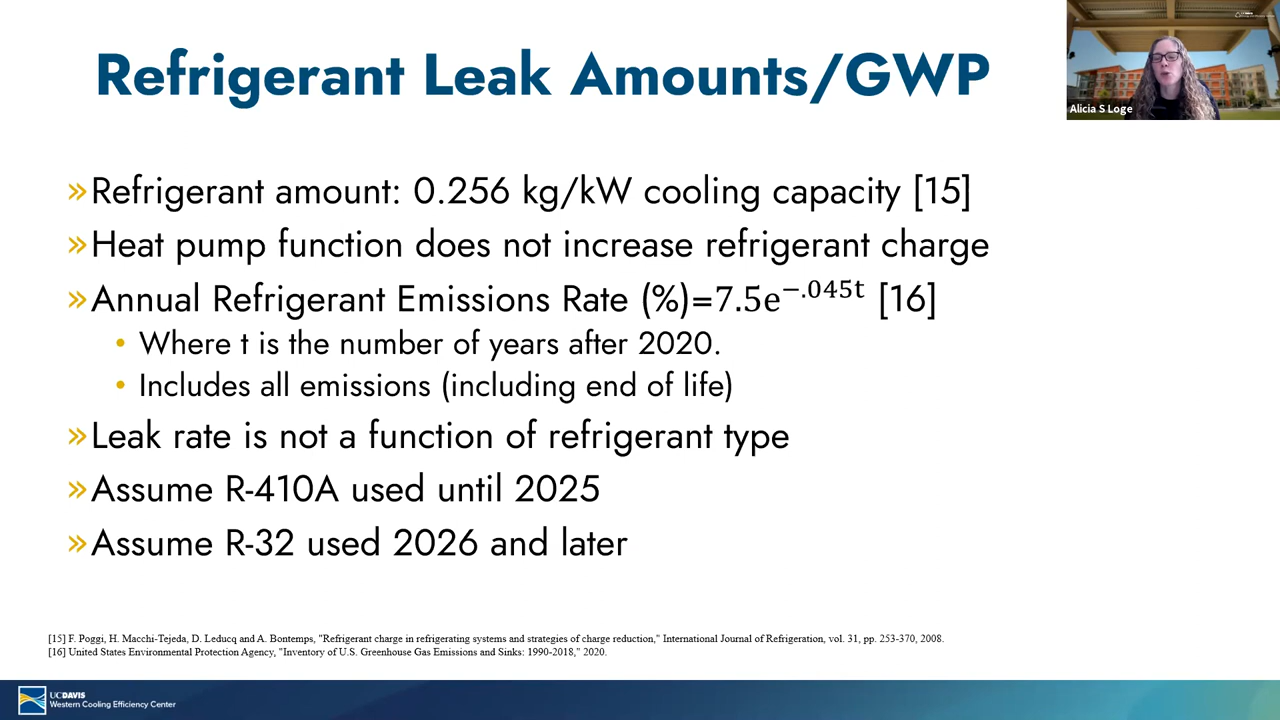 Refrigerant Leak Amounts/GWP
Alicia S Loge
»Refrigerant amount: 0.256 kg/kW cooling capacity [15]
»Heat pump function does not increase refrigerant charge
»Annual Refrigerant Emissions Rate (%)=7.5e^−.045t [16]
• Where t is the number of years after 2020.
• Includes all emissions (including end of life)
»Leak rate is not a function of refrigerant type
»Assume R-410A used until 2025
»Assume R-32 used 2026 and later
[15] F. Poggi, H. Macchi-Tejeda, D. Leducq and A. Bontemps, "Refrigerant charge in refrigerating systems and strategies of charge reduction," International Journal of Refrigeration, vol. 31, pp. 253-370, 2008.
[16] United States Environmental Protection Agency, "Inventory of U.S. Greenhouse Gas Emissions and Sinks: 1990-2018," 2020.
UCDAVIS
Western Cooling Efficiency Center